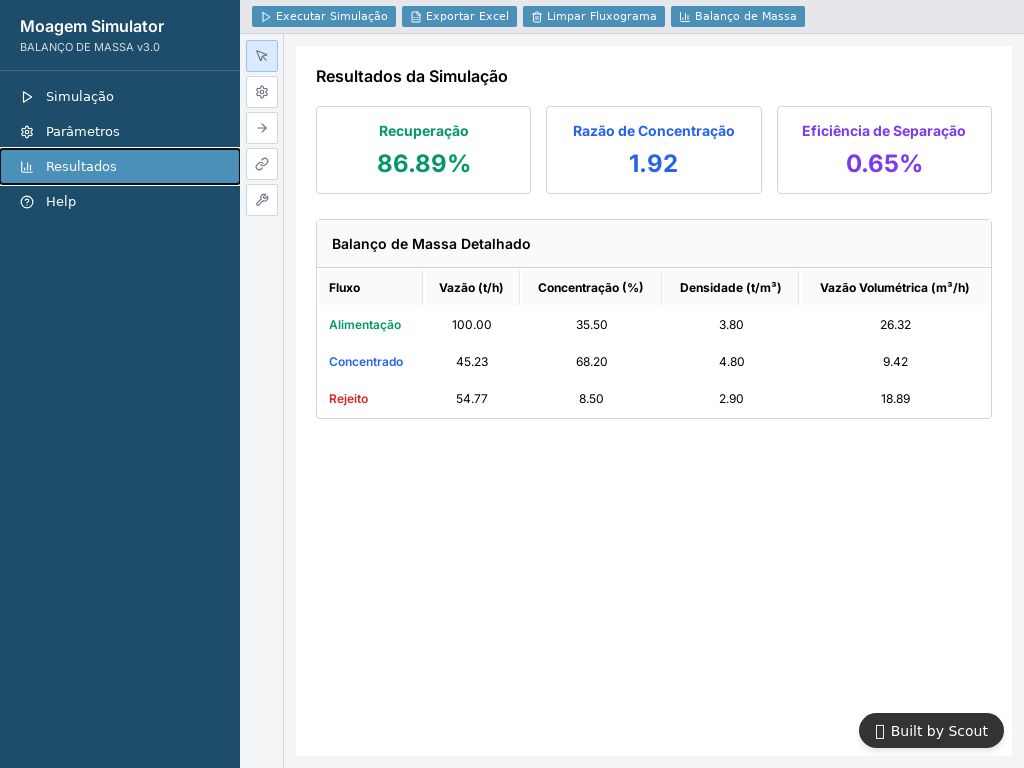 Moagem Simulator
BALANÇO DE MASSA v3.0
Simulação
Parâmetros
Resultados
Help
Executar Simulação Exportar Excel Limpar Fluxograma Balanço de Massa
Resultados da Simulação
Recuperação Razão de Concentração Eficiência de Separação
86.89% 1.92 0.65%
Balanço de Massa Detalhado
Fluxo Vazão (t/h) Concentração (%) Densidade (t/m³) Vazão Volumétrica (m³/h)
Alimentação 100.00 35.50 3.80 26.32
Concentrado 45.23 68.20 4.80 9.42
Rejeito 54.77 8.50 2.90 18.89
Built by Scout